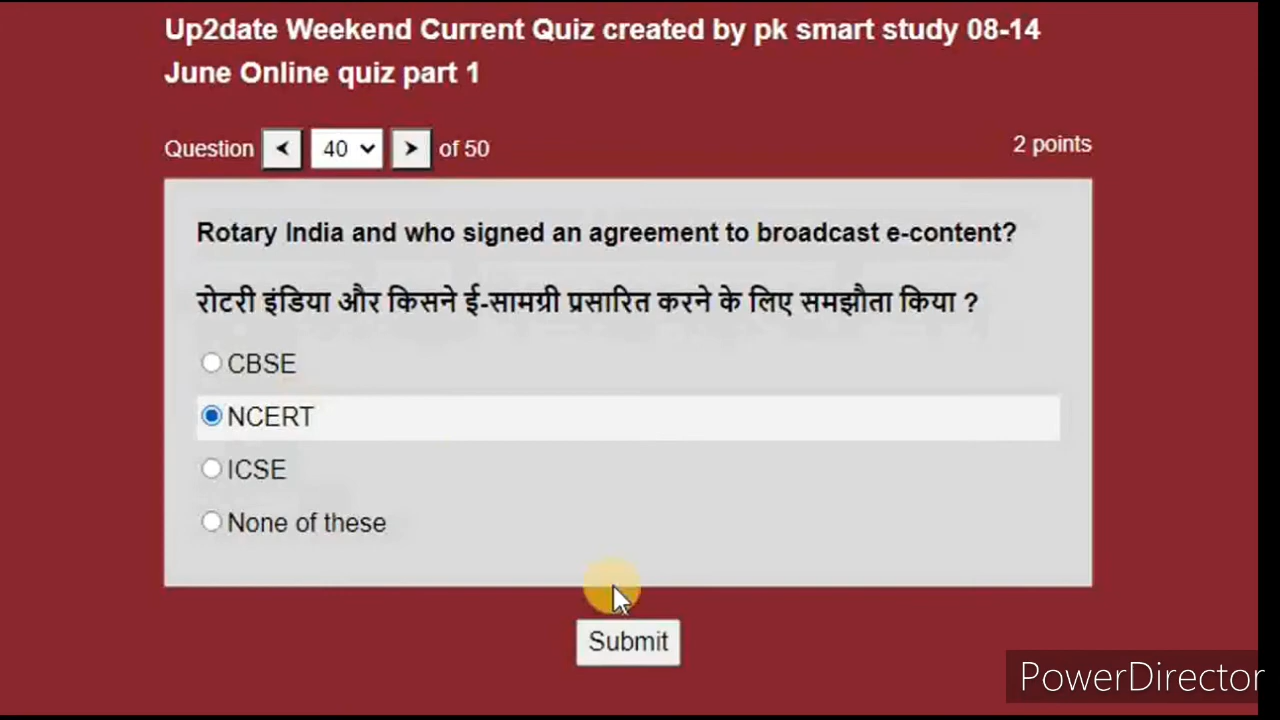 Up2date Weekend Current Quiz created by pk smart study 08-14
June Online quiz part 1
Question 40 of 50
2 points
Rotary India and who signed an agreement to broadcast e-content?
रोटरी इंडिया और किसने ई-सामग्री प्रसारित करने के लिए समझौता किया ?
CBSE
NCERT
ICSE
None of these
Submit
PowerDirector